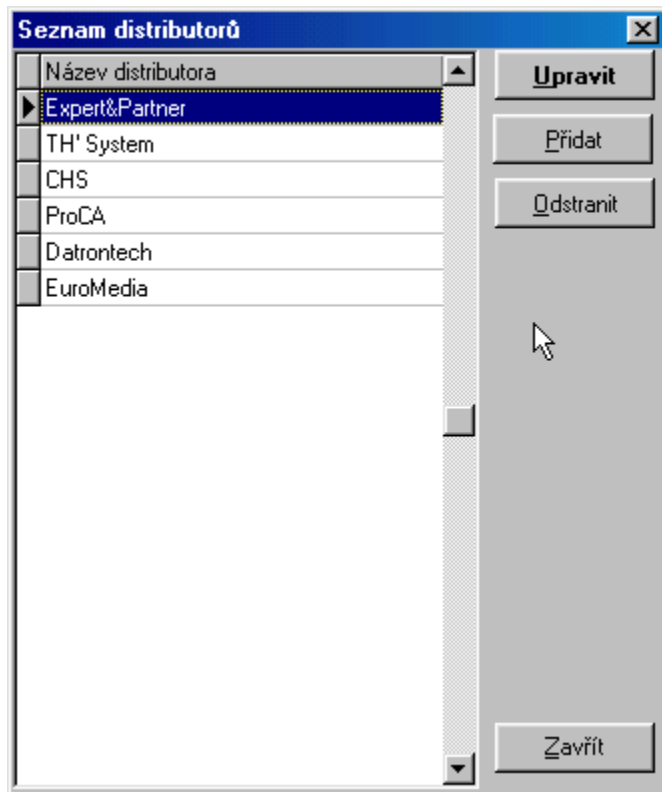 Seznam distributorů
Název distributora
Expert&Partner
TH' System
CHS
ProCA
Datrontech
EuroMedia
Upravit
Přidat
Odstranit
Zavřít